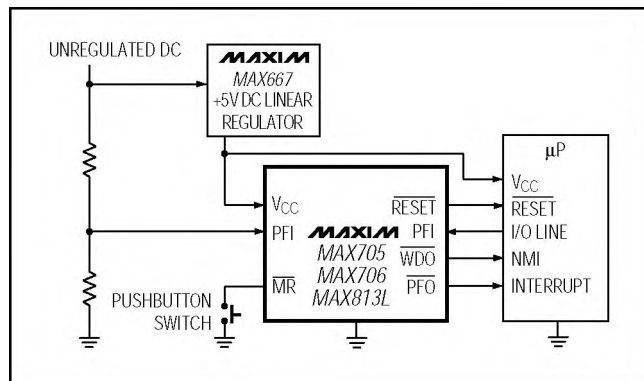 UNREGULATED DC
MAXIM
MAX667
+5V DC LINEAR
REGULATOR
μP
VCC
PFI
MR
MAXIM
MAX705
MAX706
MAX813L
RESET
PFI
WDO
PFO
VCC
RESET
I/O LINE
NMI
INTERRUPT
PUSHBUTTON
SWITCH